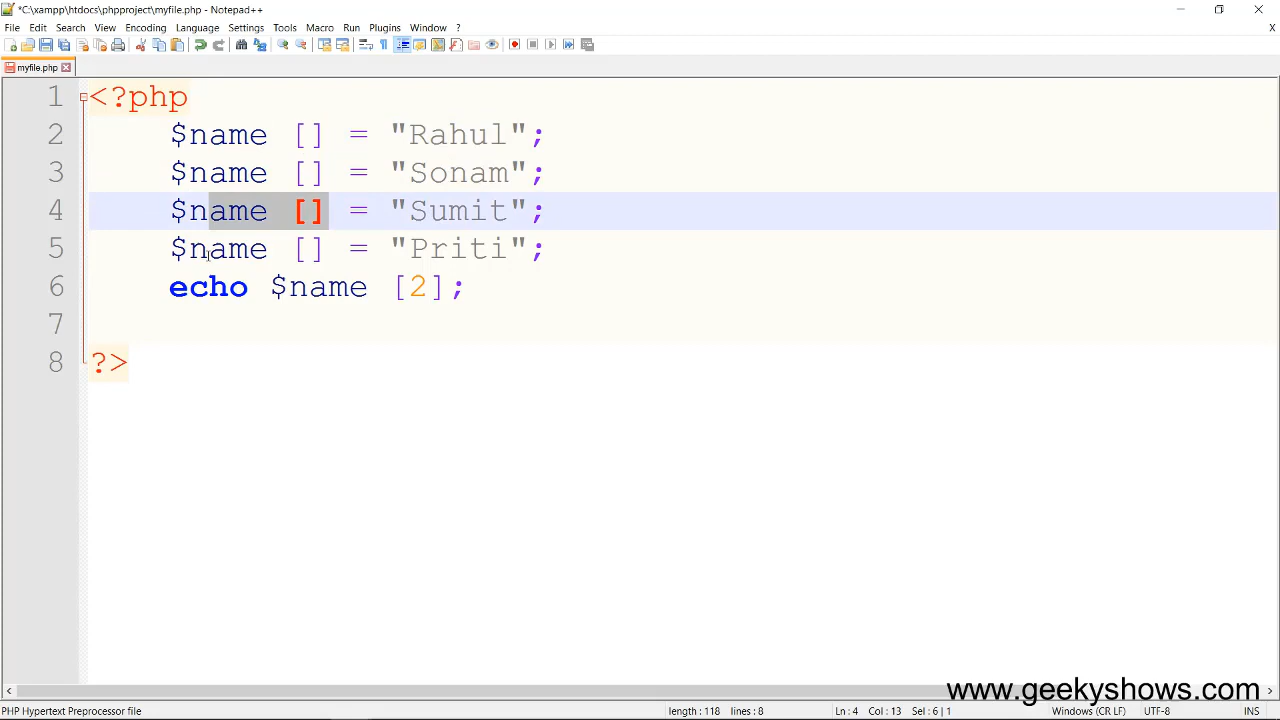 *C:\xampp\htdocs\phpproject\myfile.php - Notepad++
File Edit Search View Encoding Language Settings Tools Macro Run Plugins Window ? X
myfile.php
1 <?php
2 $name [] = "Rahul";
3 $name [] = "Sonam";
4 $name [] = "Sumit";
5 $name [] = "Priti";
6 echo $name [2];
7
8 ?>
www.geekyshows.com
PHP Hypertext Preprocessor file length : 118 lines : 8 Ln : 4 Col : 13 Sel : 6 | 1 Windows (CR LF) UTF-8 INS